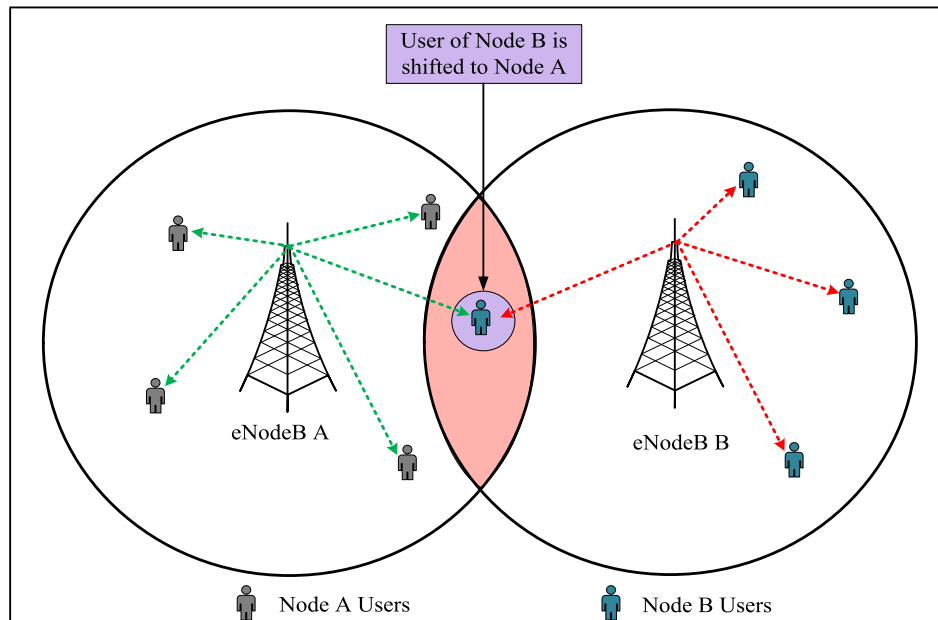 User of Node B is
shifted to Node A
eNodeB A
eNodeB B
Node A Users
Node B Users